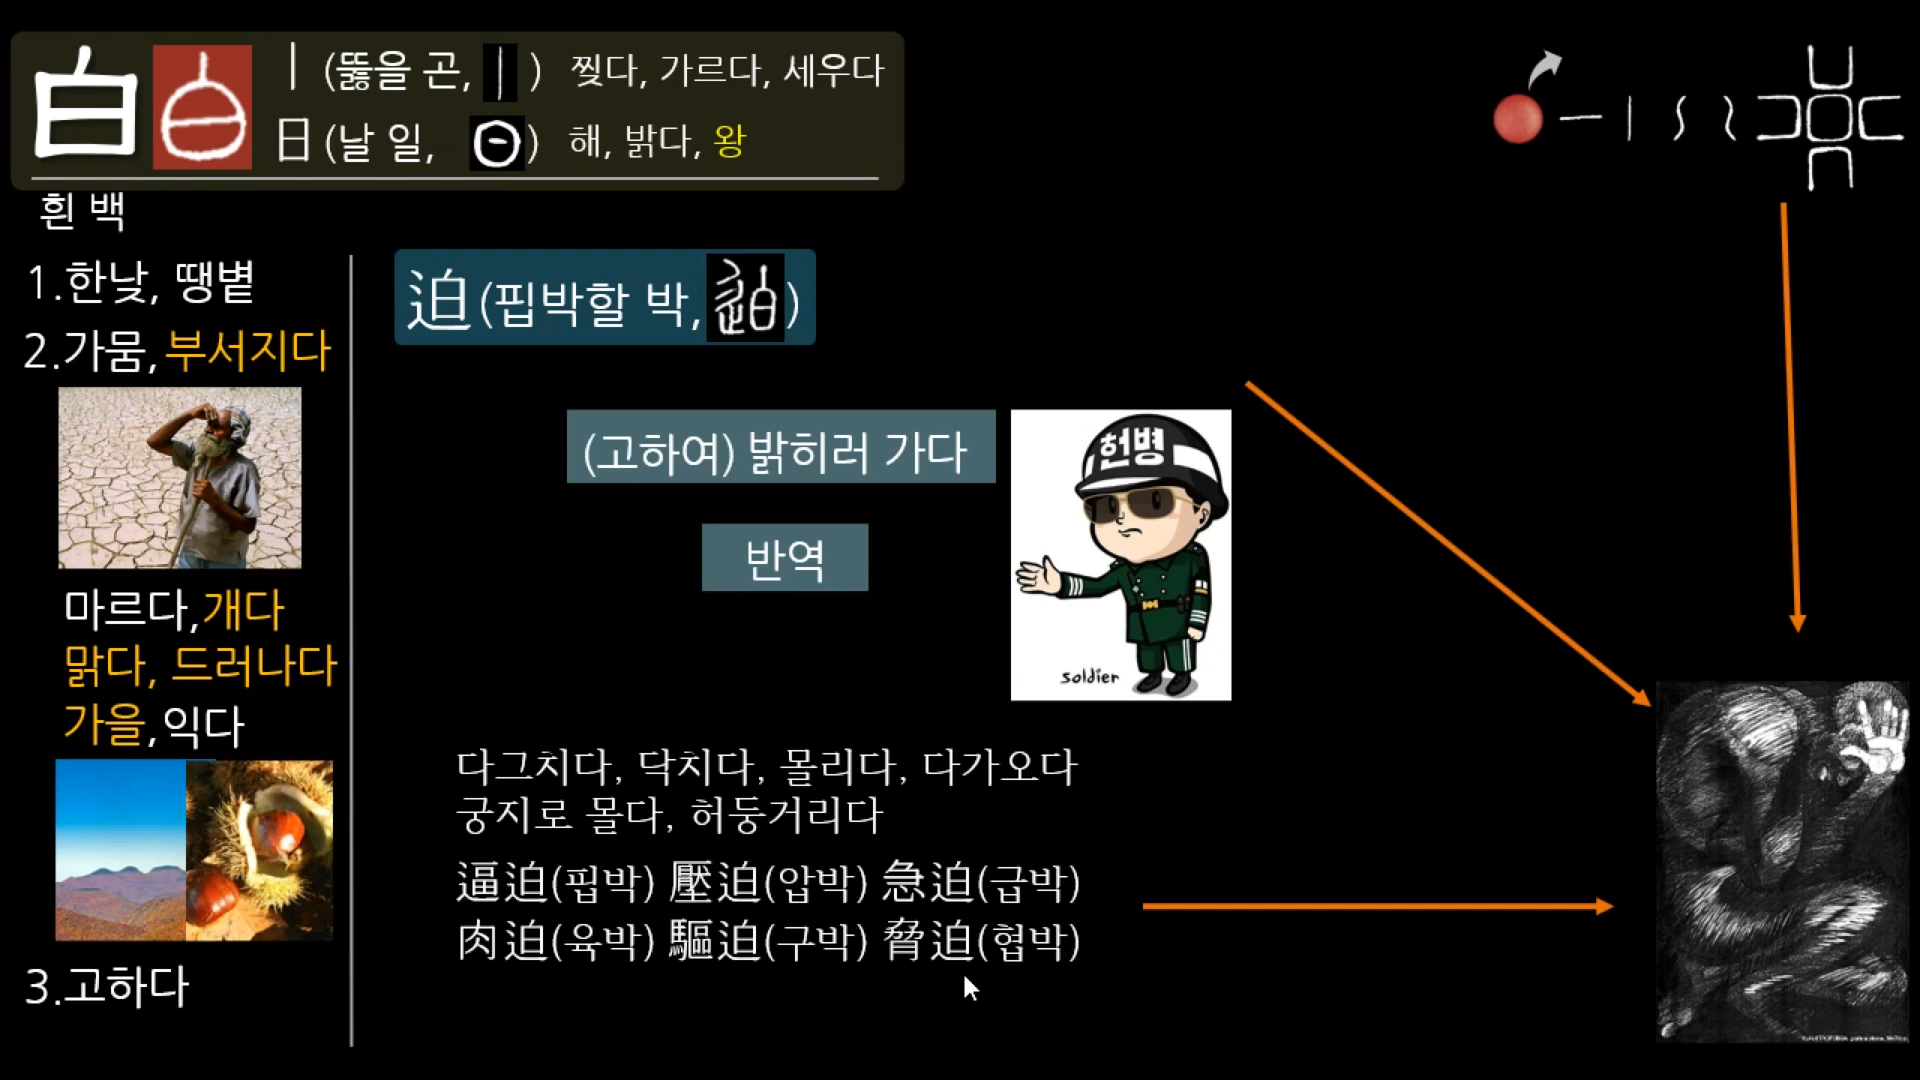 白 丨 (뚫을 곤, ) 찢다, 가르다, 세우다
日 (날 일, ) 해, 밝다, 왕
흰 백
1.한낮, 땡볕
2.가뭄, 부서지다
마르다, 개다
맑다, 드러나다
가을, 익다
3.고하다
迫 (핍박할 박, )
(고하여) 밝히러 가다
반역
헌병
soldier
다그치다, 닥치다, 몰리다, 다가오다
궁지로 몰다, 허둥거리다
逼迫(핍박) 壓迫(압박) 急迫(급박)
肉迫(육박) 驅迫(구박) 脅迫(협박)